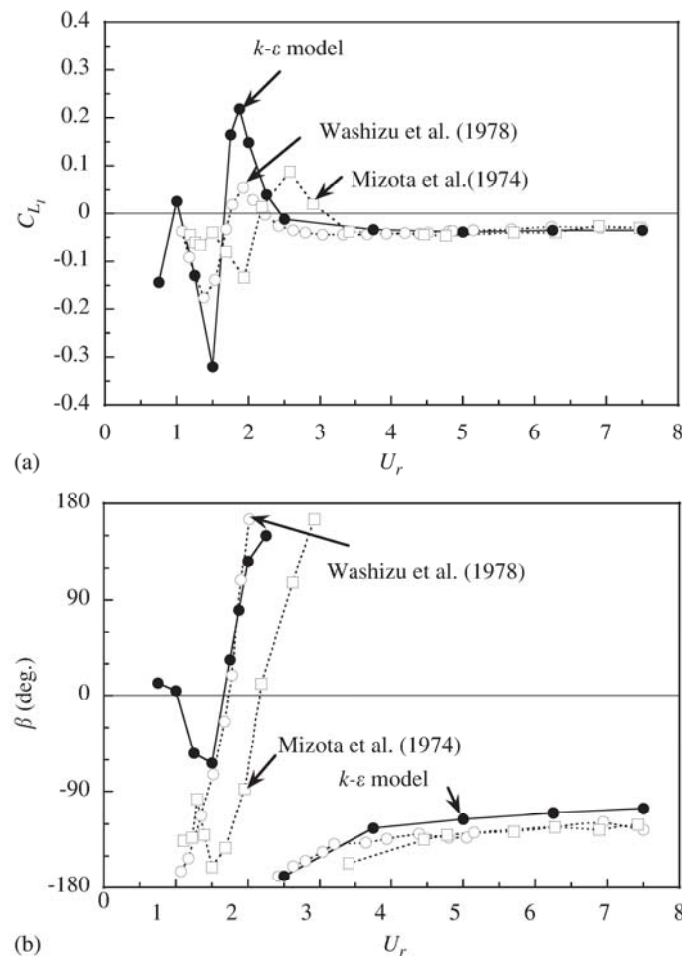 0.4
0.3
k-ε model
0.2
Washizu et al. (1978)
0.1
Mizota et al.(1974)
0
C_{L_I}
-0.1
-0.2
-0.3
-0.4
0 1 2 3 4 5 6 7 8
(a)
U_r
180
Washizu et al. (1978)
90
0
β (deg.)
Mizota et al. (1974)
k-ε model
-90
-180
0 1 2 3 4 5 6 7 8
(b)
U_r